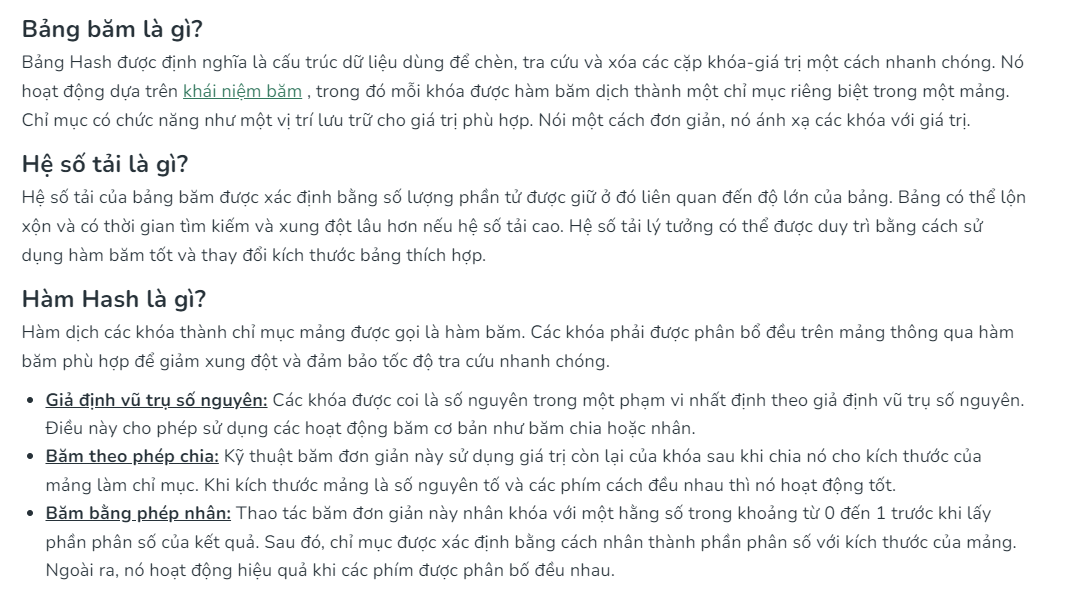 Bảng băm là gì?
Bảng Hash được định nghĩa là cấu trúc dữ liệu dùng để chèn, tra cứu và xóa các cặp khóa-giá trị một cách nhanh chóng. Nó
hoạt động dựa trên khái niệm băm , trong đó mỗi khóa được hàm băm dịch thành một chỉ mục riêng biệt trong một mảng.
Chỉ mục có chức năng như một vị trí lưu trữ cho giá trị phù hợp. Nói một cách đơn giản, nó ánh xạ các khóa với giá trị.
Hệ số tải là gì?
Hệ số tải của bảng băm được xác định bằng số lượng phần tử được giữ ở đó liên quan đến độ lớn của bảng. Bảng có thể lộn
xộn và có thời gian tìm kiếm và xung đột lâu hơn nếu hệ số tải cao. Hệ số tải lý tưởng có thể được duy trì bằng cách sử
dụng hàm băm tốt và thay đổi kích thước bảng thích hợp.
Hàm Hash là gì?
Hàm dịch các khóa thành chỉ mục mảng được gọi là hàm băm. Các khóa phải được phân bổ đều trên mảng thông qua hàm
băm phù hợp để giảm xung đột và đảm bảo tốc độ tra cứu nhanh chóng.
• Giả định vũ trụ số nguyên: Các khóa được coi là số nguyên trong một phạm vi nhất định theo giả định vũ trụ số nguyên.
Điều này cho phép sử dụng các hoạt động băm cơ bản như băm chia hoặc nhân.
• Băm theo phép chia: Kỹ thuật băm đơn giản này sử dụng giá trị còn lại của khóa sau khi chia nó cho kích thước của
mảng làm chỉ mục. Khi kích thước mảng là số nguyên tố và các phím cách đều nhau thì nó hoạt động tốt.
• Băm bằng phép nhân: Thao tác băm đơn giản này nhân khóa với một hằng số trong khoảng từ 0 đến 1 trước khi lấy
phần phân số của kết quả. Sau đó, chỉ mục được xác định bằng cách nhân thành phần phân số với kích thước của mảng.
Ngoài ra, nó hoạt động hiệu quả khi các phím được phân bố đều nhau.